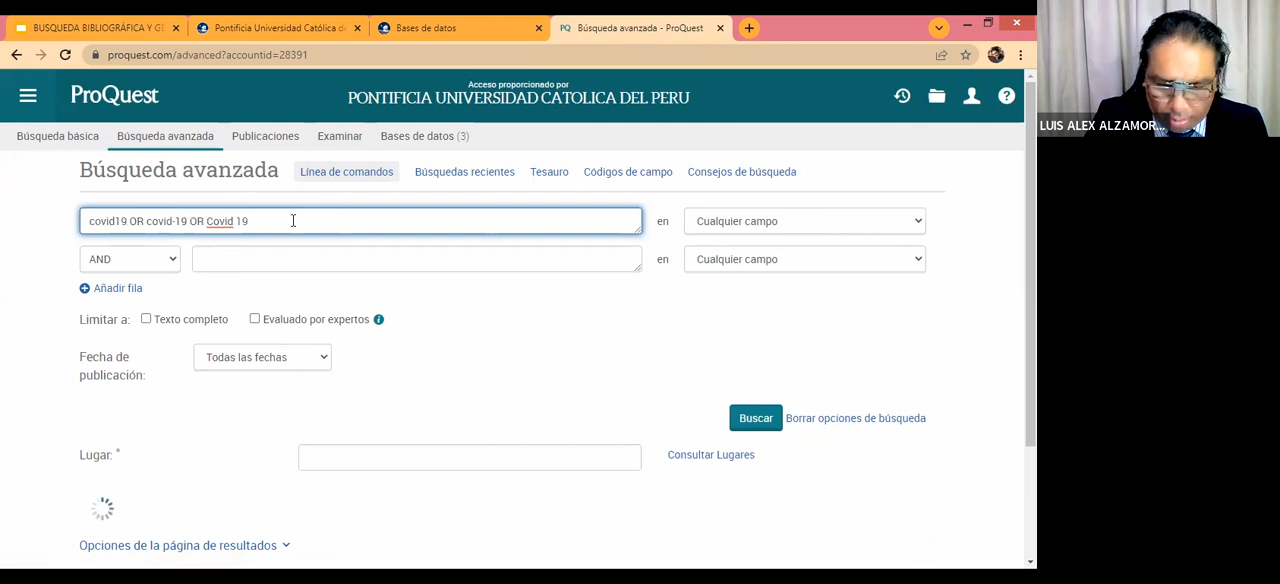 BUSQUEDA BIBLIOGRÁFICA Y GE
Pontificia Universidad Católica de
Bases de datos
PQ Búsqueda avanzada - ProQuest
proquest.com/advanced?accountid=28391
ProQuest
Acceso proporcionado por
PONTIFICIA UNIVERSIDAD CATOLICA DEL PERU
Búsqueda básica Búsqueda avanzada Publicaciones Examinar Bases de datos (3)
Búsqueda avanzada Línea de comandos Búsquedas recientes Tesauro Códigos de campo Consejos de búsqueda
covid19 OR covid-19 OR Covid 19 en Cualquier campo
AND en Cualquier campo
Añadir fila
Limitar a: Texto completo Evaluado por expertos
Fecha de Todas las fechas
publicación:
Buscar Borrar opciones de búsqueda
Lugar: * Consultar Lugares
Opciones de la página de resultados
LUIS ALEX ALZAMOR...